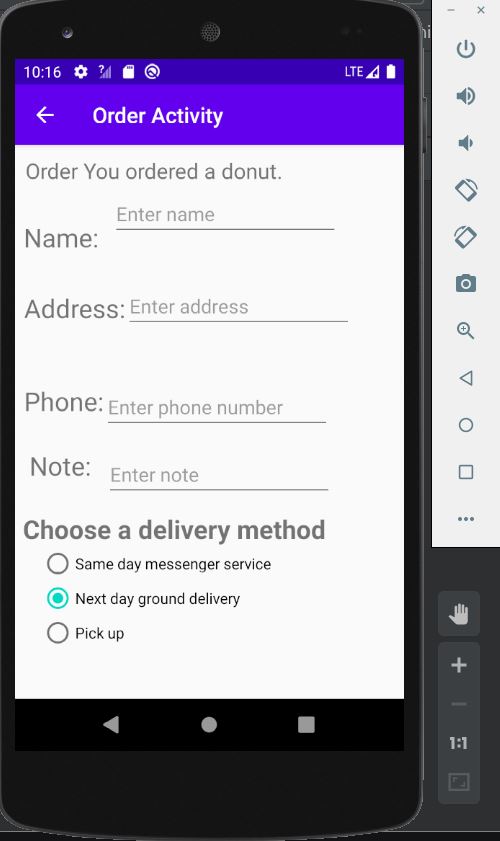 10:16
LTE
Order Activity
Order You ordered a donut.
Name: Enter name
Address: Enter address
Phone: Enter phone number
Note: Enter note
Choose a delivery method
Same day messenger service
Next day ground delivery
Pick up
1:1